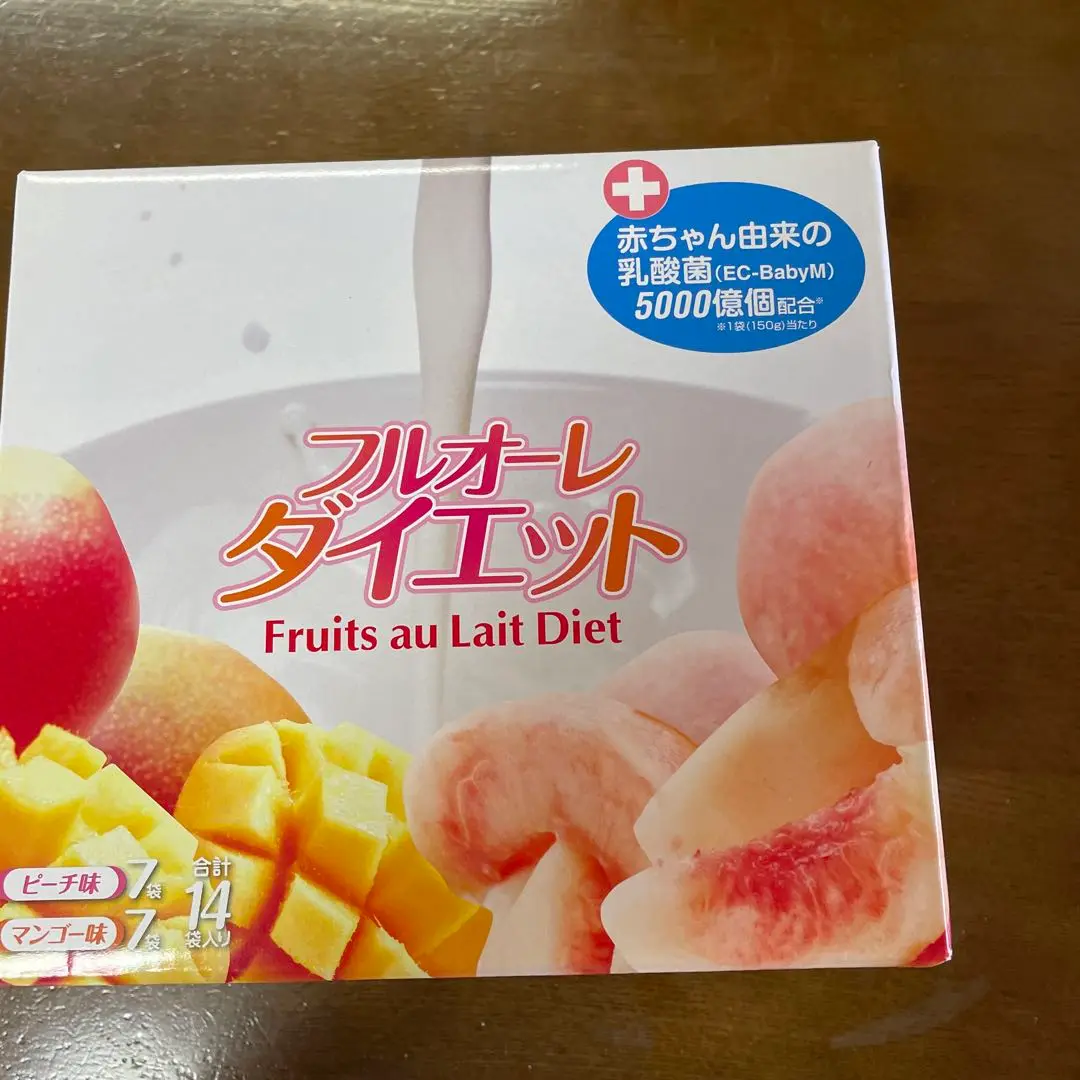 赤ちゃん由来の
乳酸菌(EC-BabyM)
5000億個配合※
※1袋(150g)当たり
フルオーレ
ダイエット
Fruits au Lait Diet
ピーチ味 7袋
マンゴー味 7袋
合計
14
袋入り